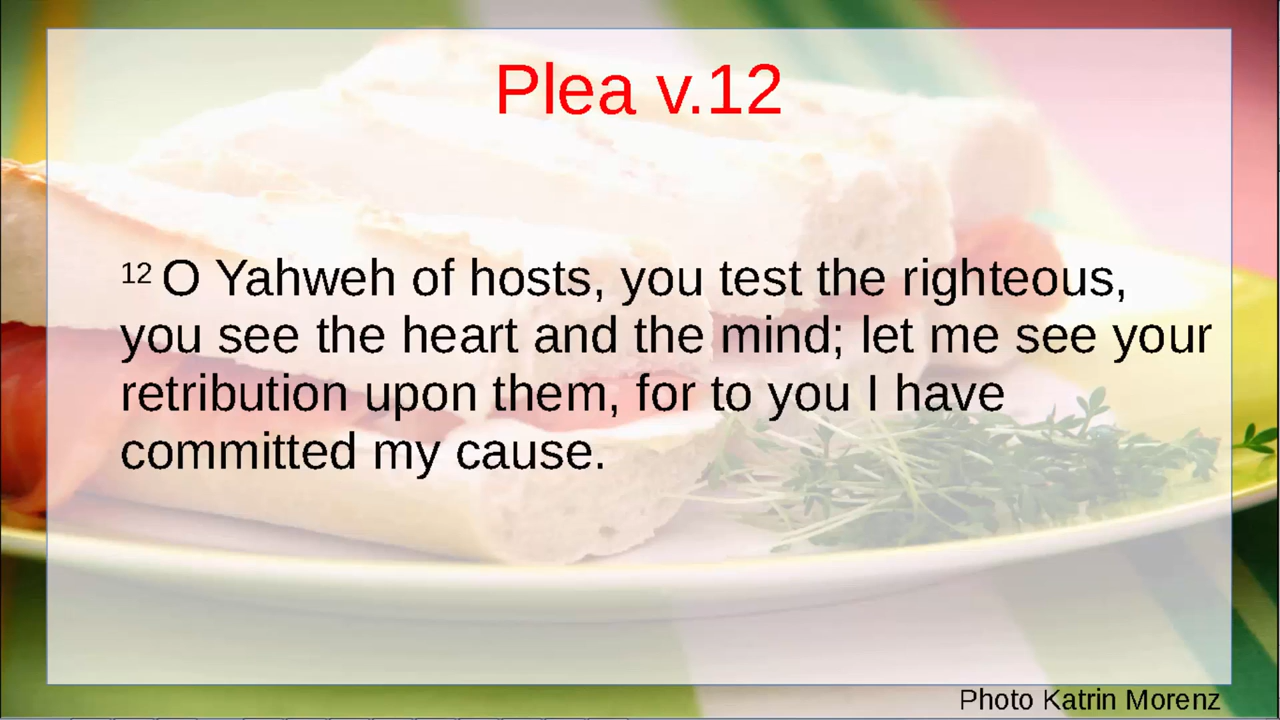 Plea v.12
12 O Yahweh of hosts, you test the righteous,
you see the heart and the mind; let me see your
retribution upon them, for to you I have
committed my cause.
Photo Katrin Morenz